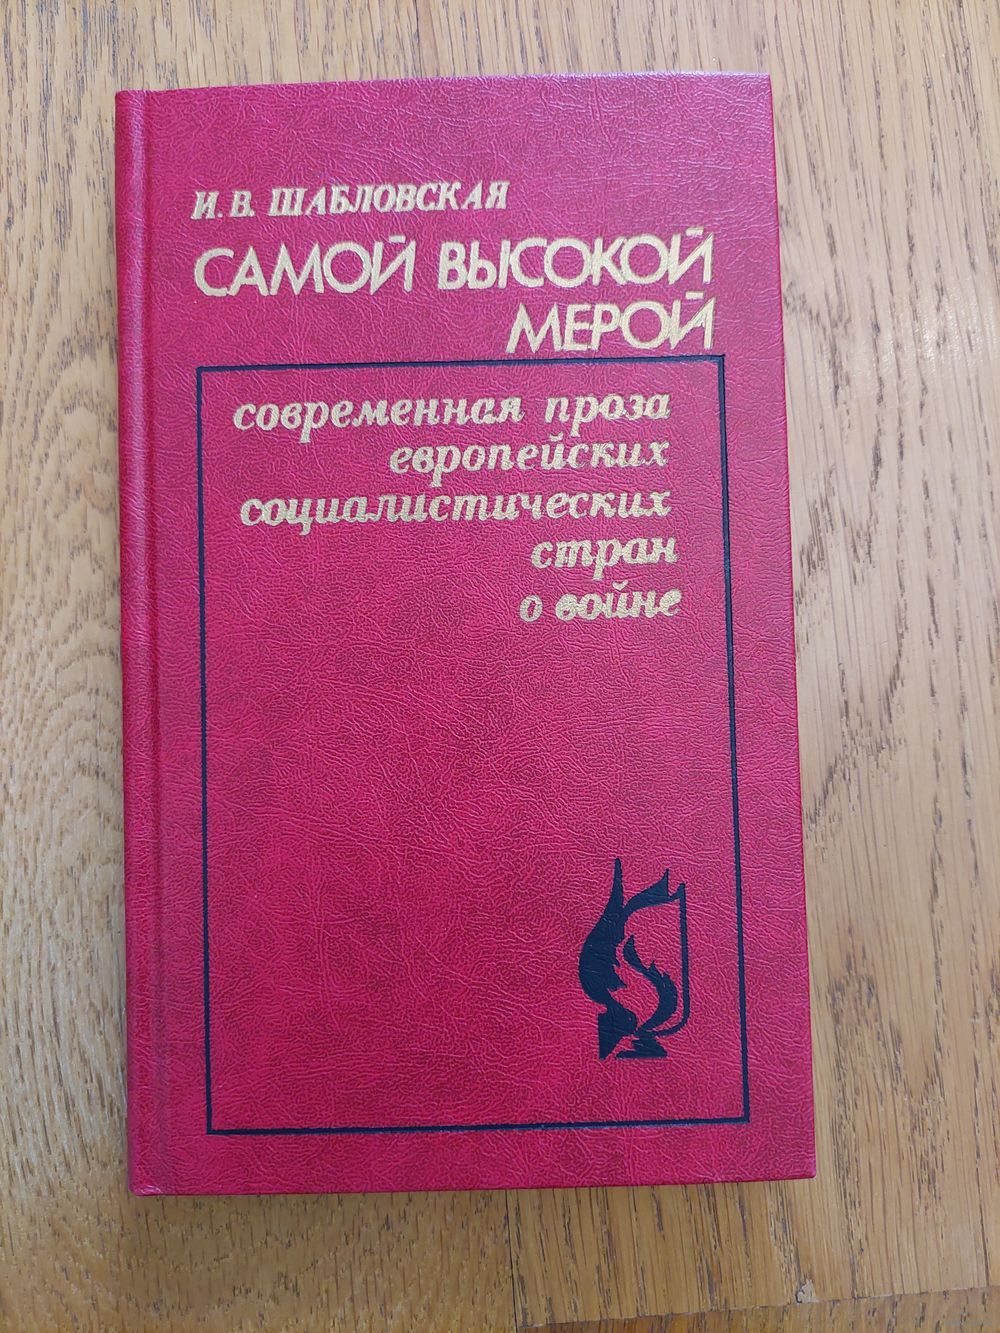 И. В. ШАБЛОВСКАЯ
САМОЙ ВЫСОКОЙ
МЕРОЙ
современная проза
европейских
социалистических
стран
о войне